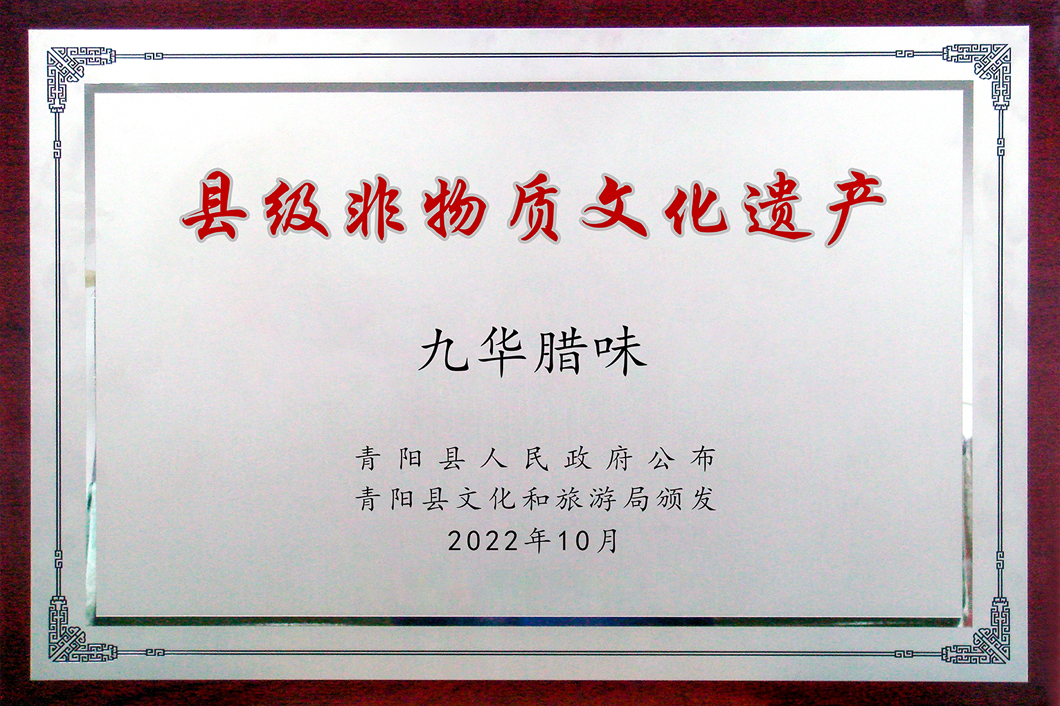 县级非物质文化遗产
九华腊味
青阳县人民政府公布
青阳县文化和旅游局颁发
2022年10月